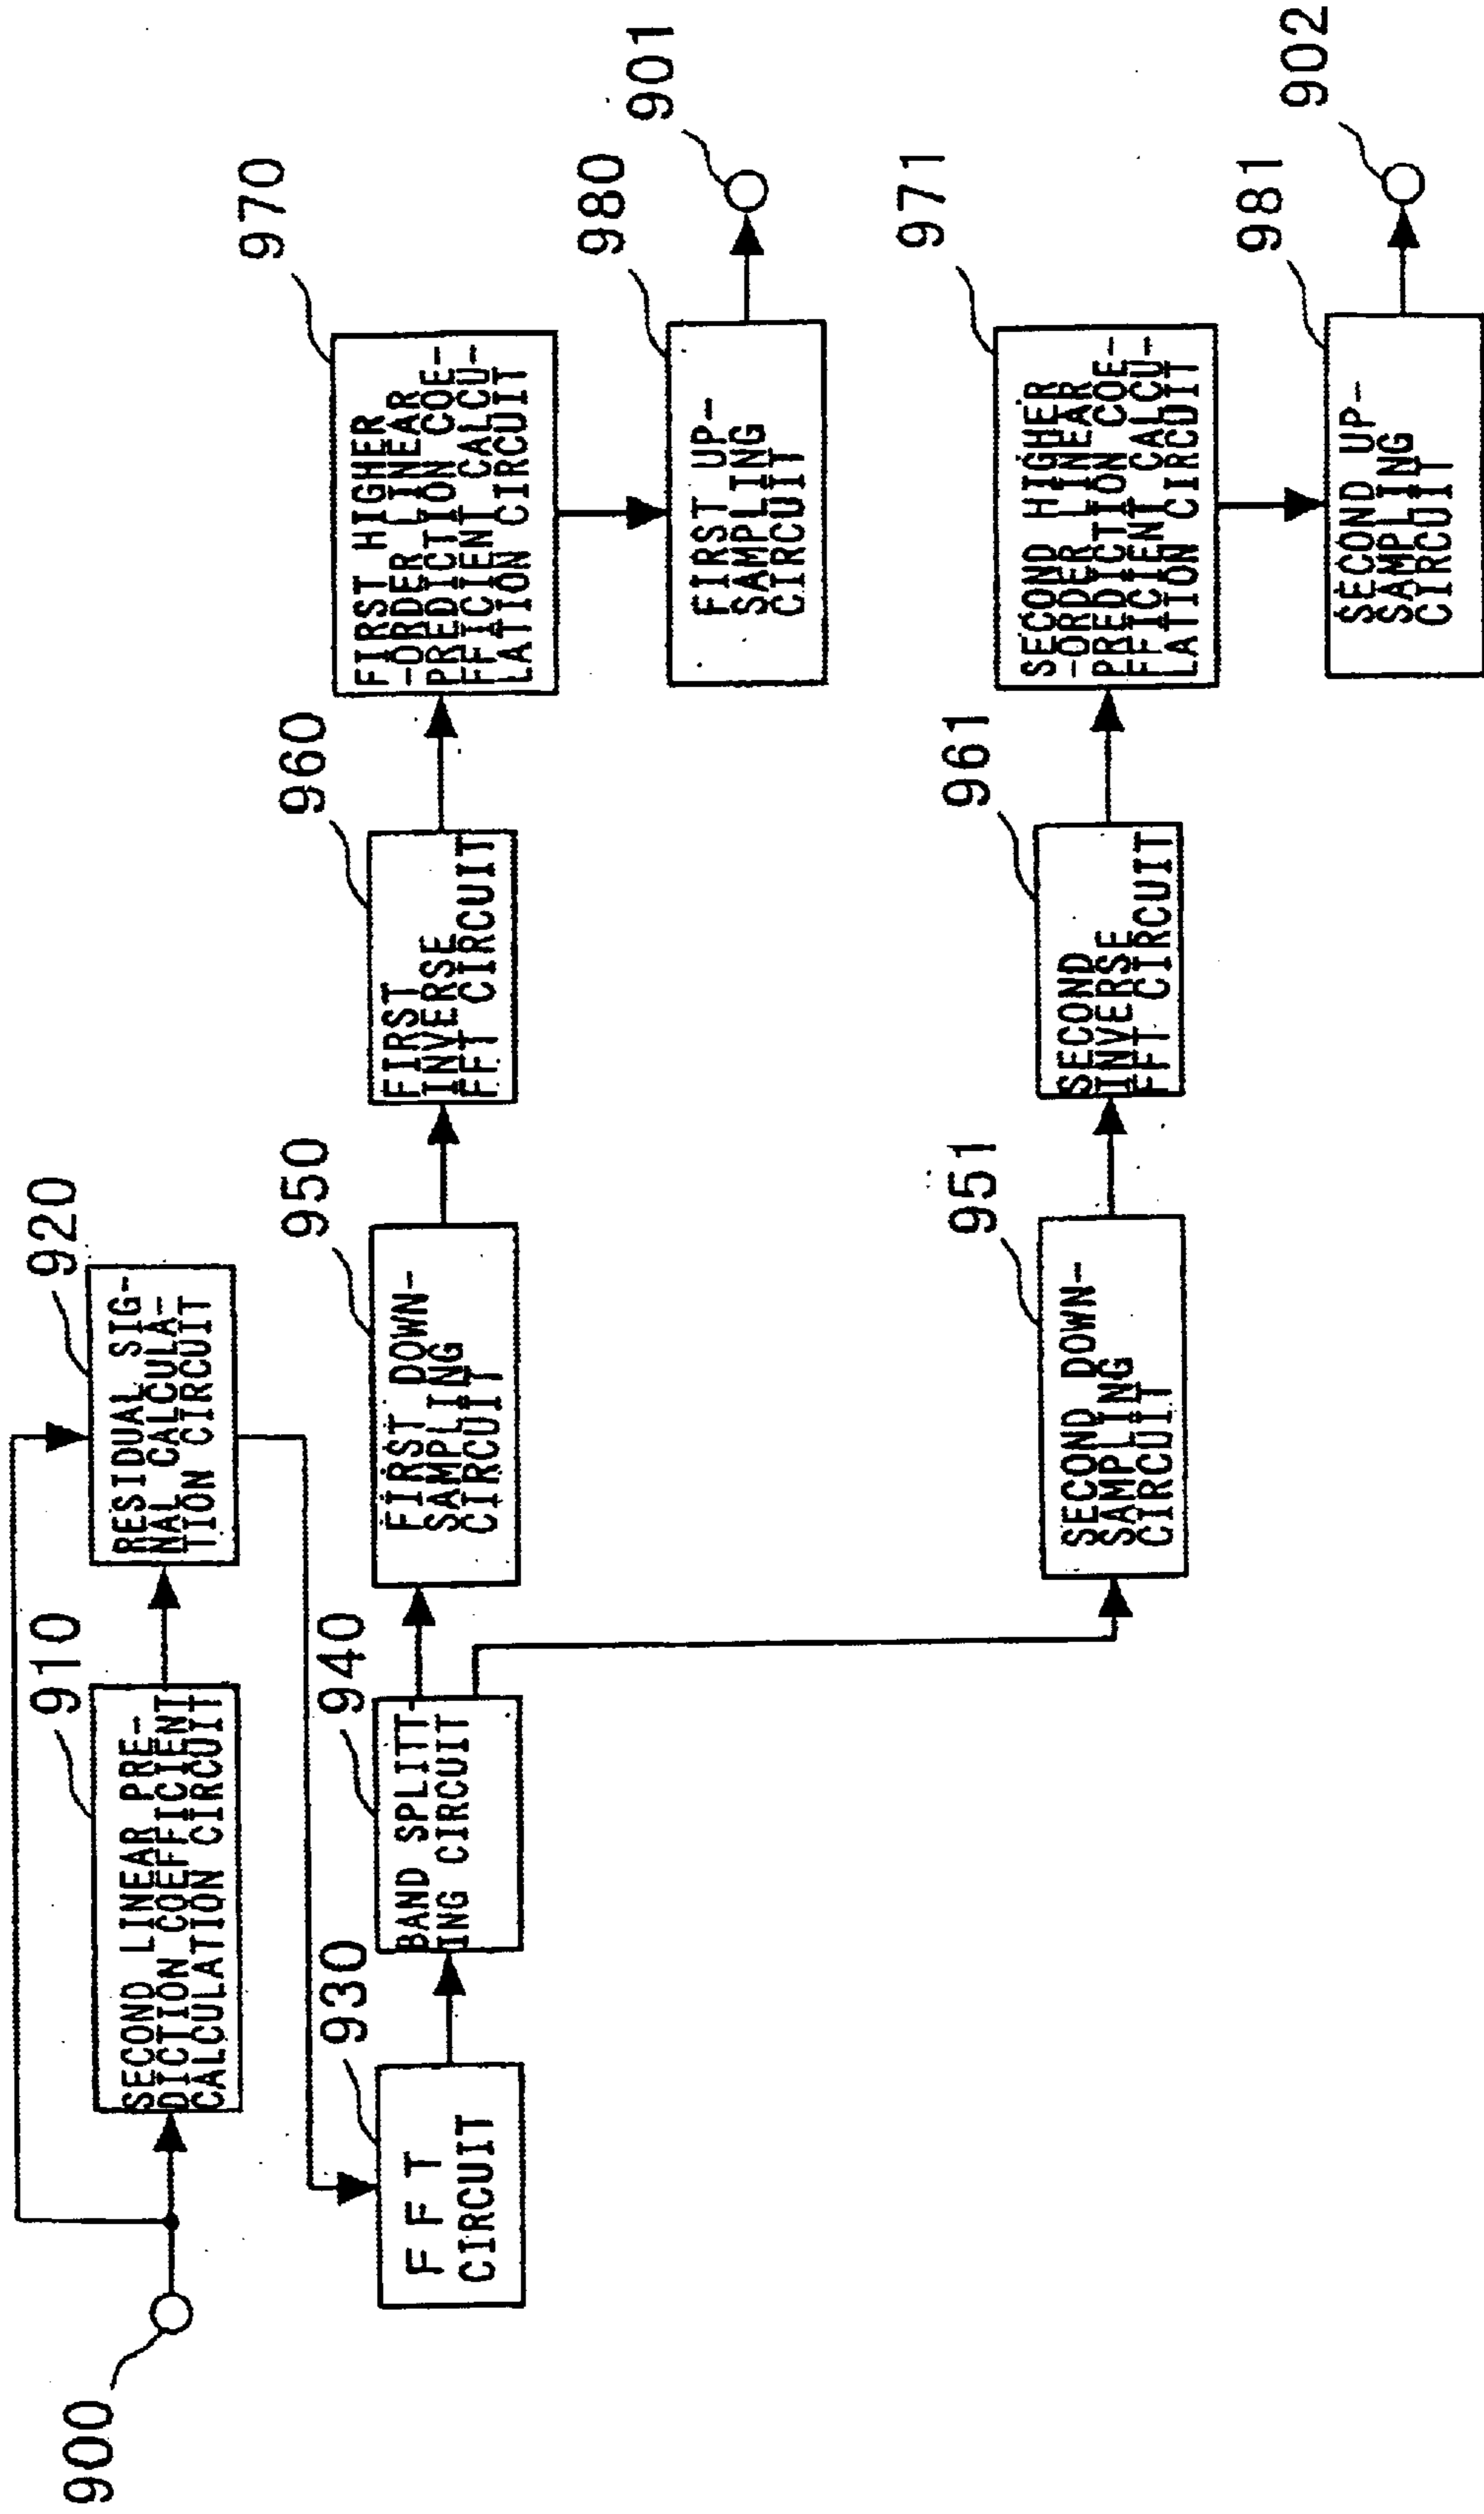 900
910
SECOND LINEAR PRE-
DICTION COEFFICIENT
CALCULATION CIRCUIT
920
RESIDUAL SIG-
NAL CALCULA-
TION CIRCUIT
930
FFT
CIRCUIT
940
BAND SPLITT-
ING CIRCUIT
950
FIRST DOWN-
SAMPLING
CIRCUIT
960
FIRST
INVERSE
FFT CIRCUIT
970
FIRST HIGHER
-ORDER LINEAR
PREDICTION COE-
FFICIENT CALCU-
LATION CIRCUIT
980
FIRST UP-
SAMPLING
CIRCUIT
901
951
SECOND DOWN-
SAMPLING
CIRCUIT
961
SECOND
INVERSE
FFT CIRCUIT
971
SECOND HIGHER
-ORDER LINEAR
PREDICTION COE-
FFICIENT CALCU-
LATION CIRCUIT
981
SECOND UP-
SAMPLING
CIRCUIT
902